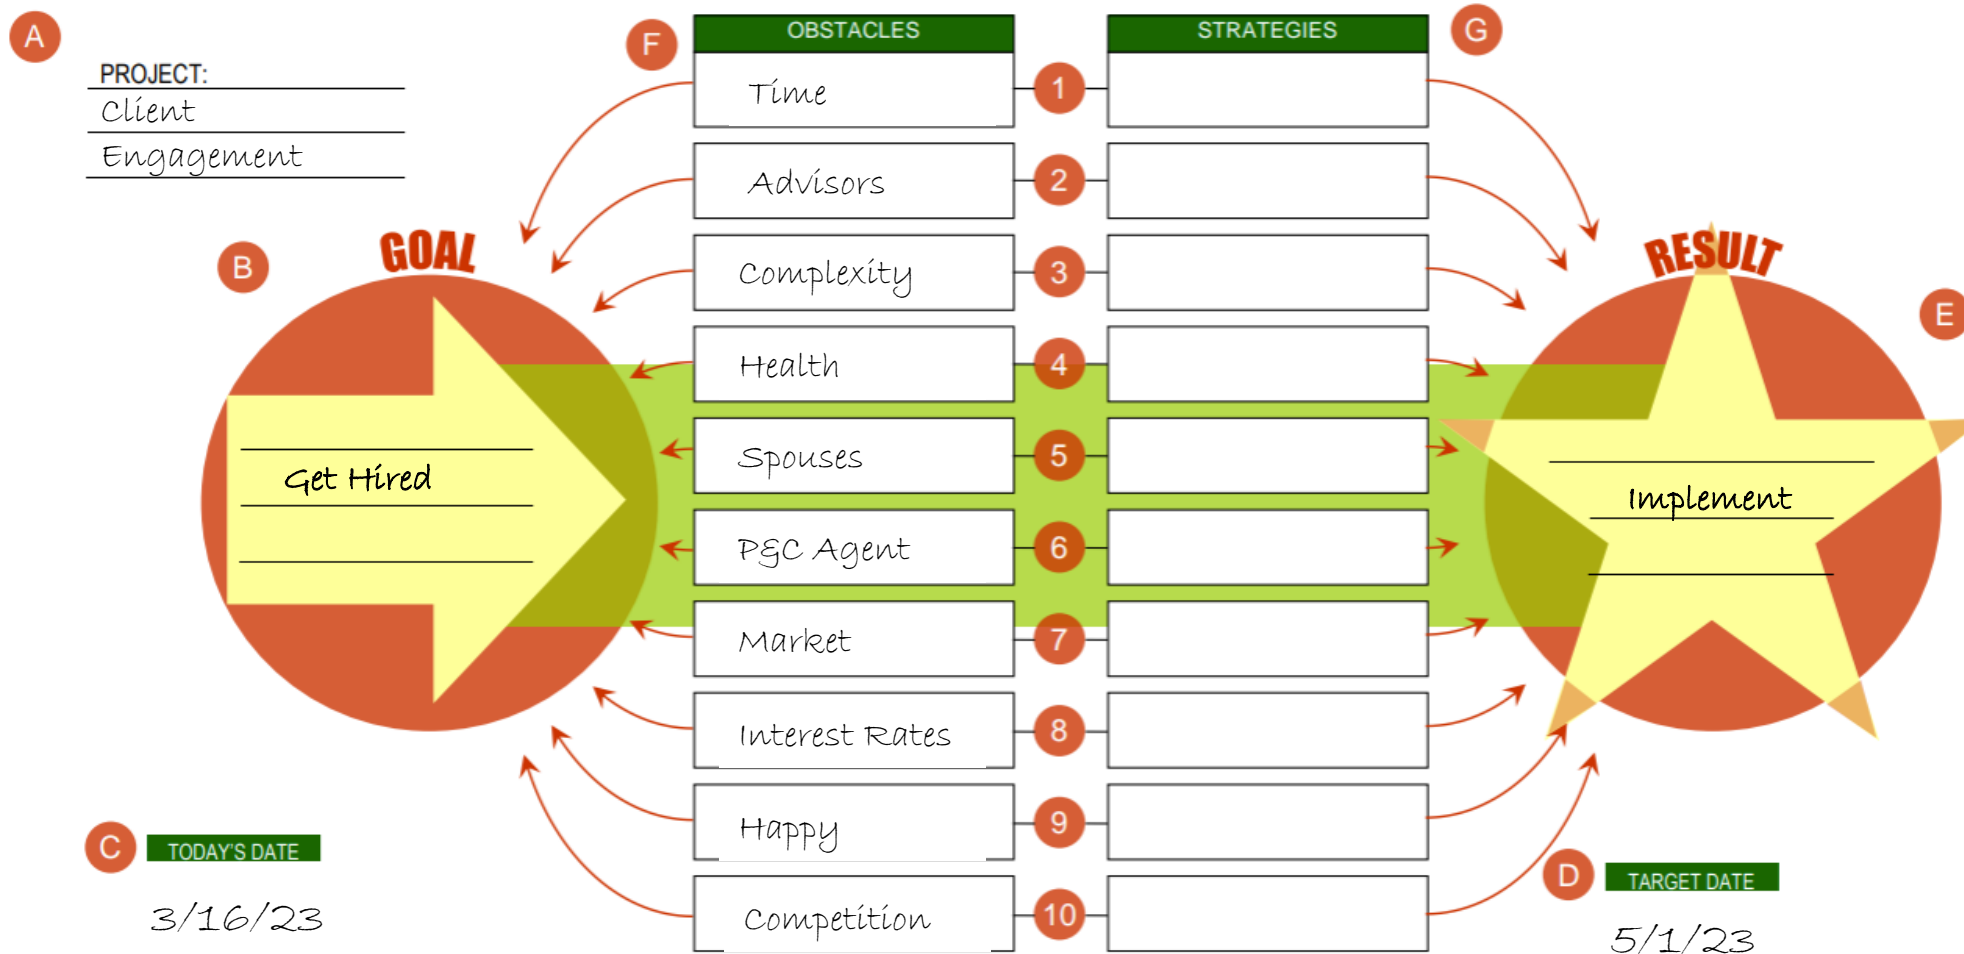 A
PROJECT:
Client
Engagement
B
GOAL
Get Hired
C
TODAY'S DATE
3/16/23
F
OBSTACLES
STRATEGIES
G
Time
1
Advisors
2
Complexity
3
Health
4
Spouses
5
P&C Agent
6
Market
7
Interest Rates
8
Happy
9
Competition
10
RESULT
E
Implement
D
TARGET DATE
5/1/23